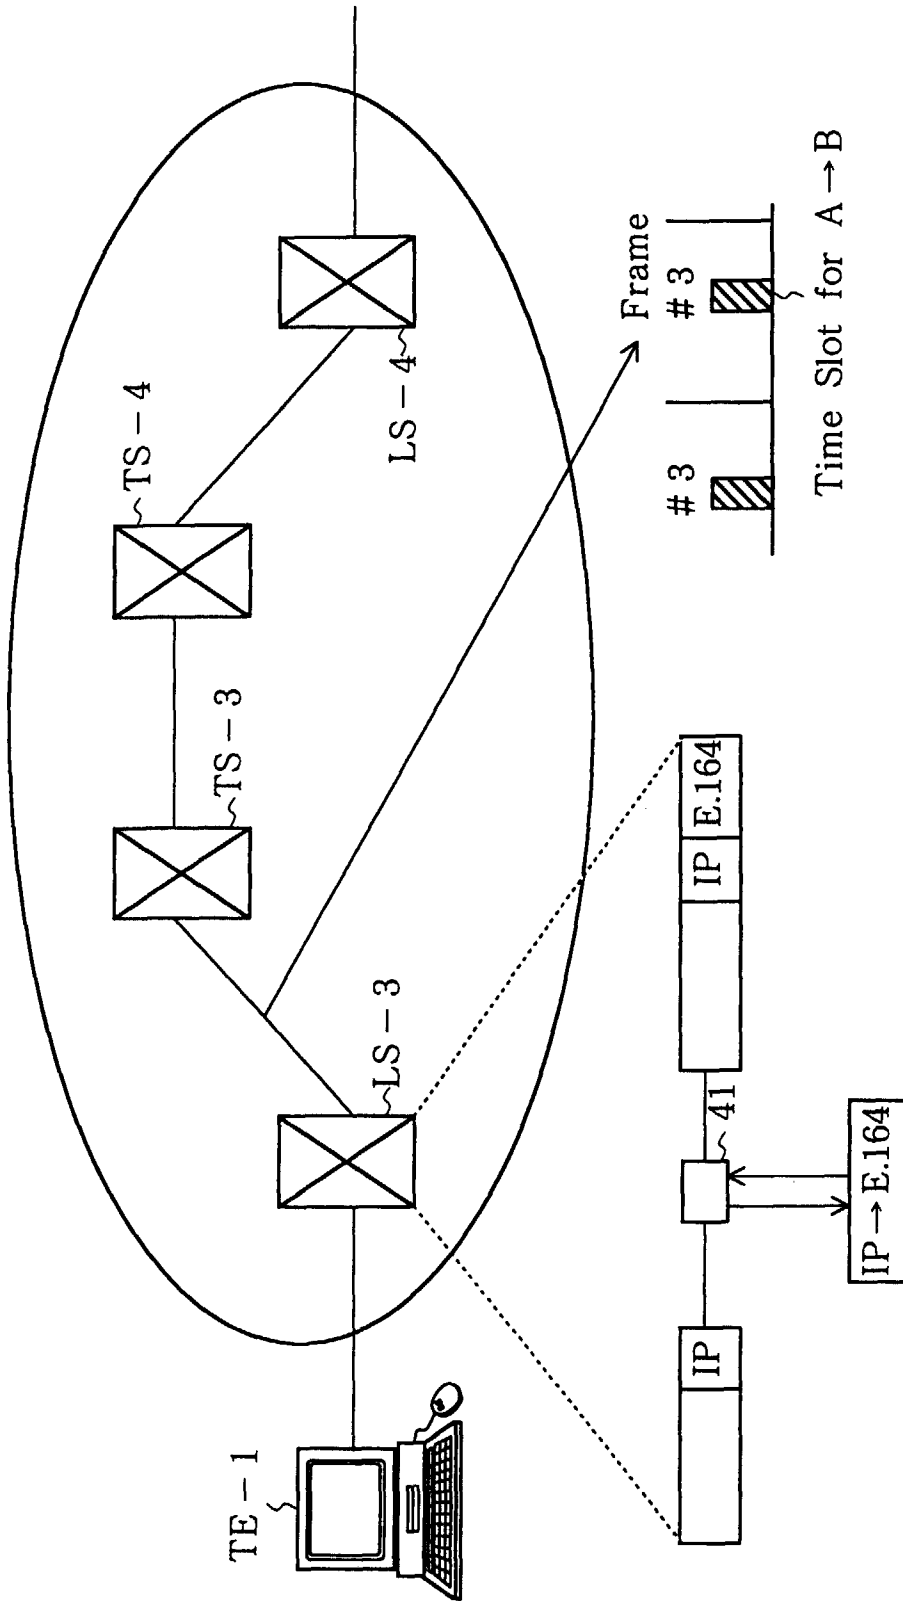 TE-1
LS-3
TS-3
TS-4
LS-4
Frame
#3
#3
Time Slot for A→B
IP
41
IP→E.164
IP
E.164